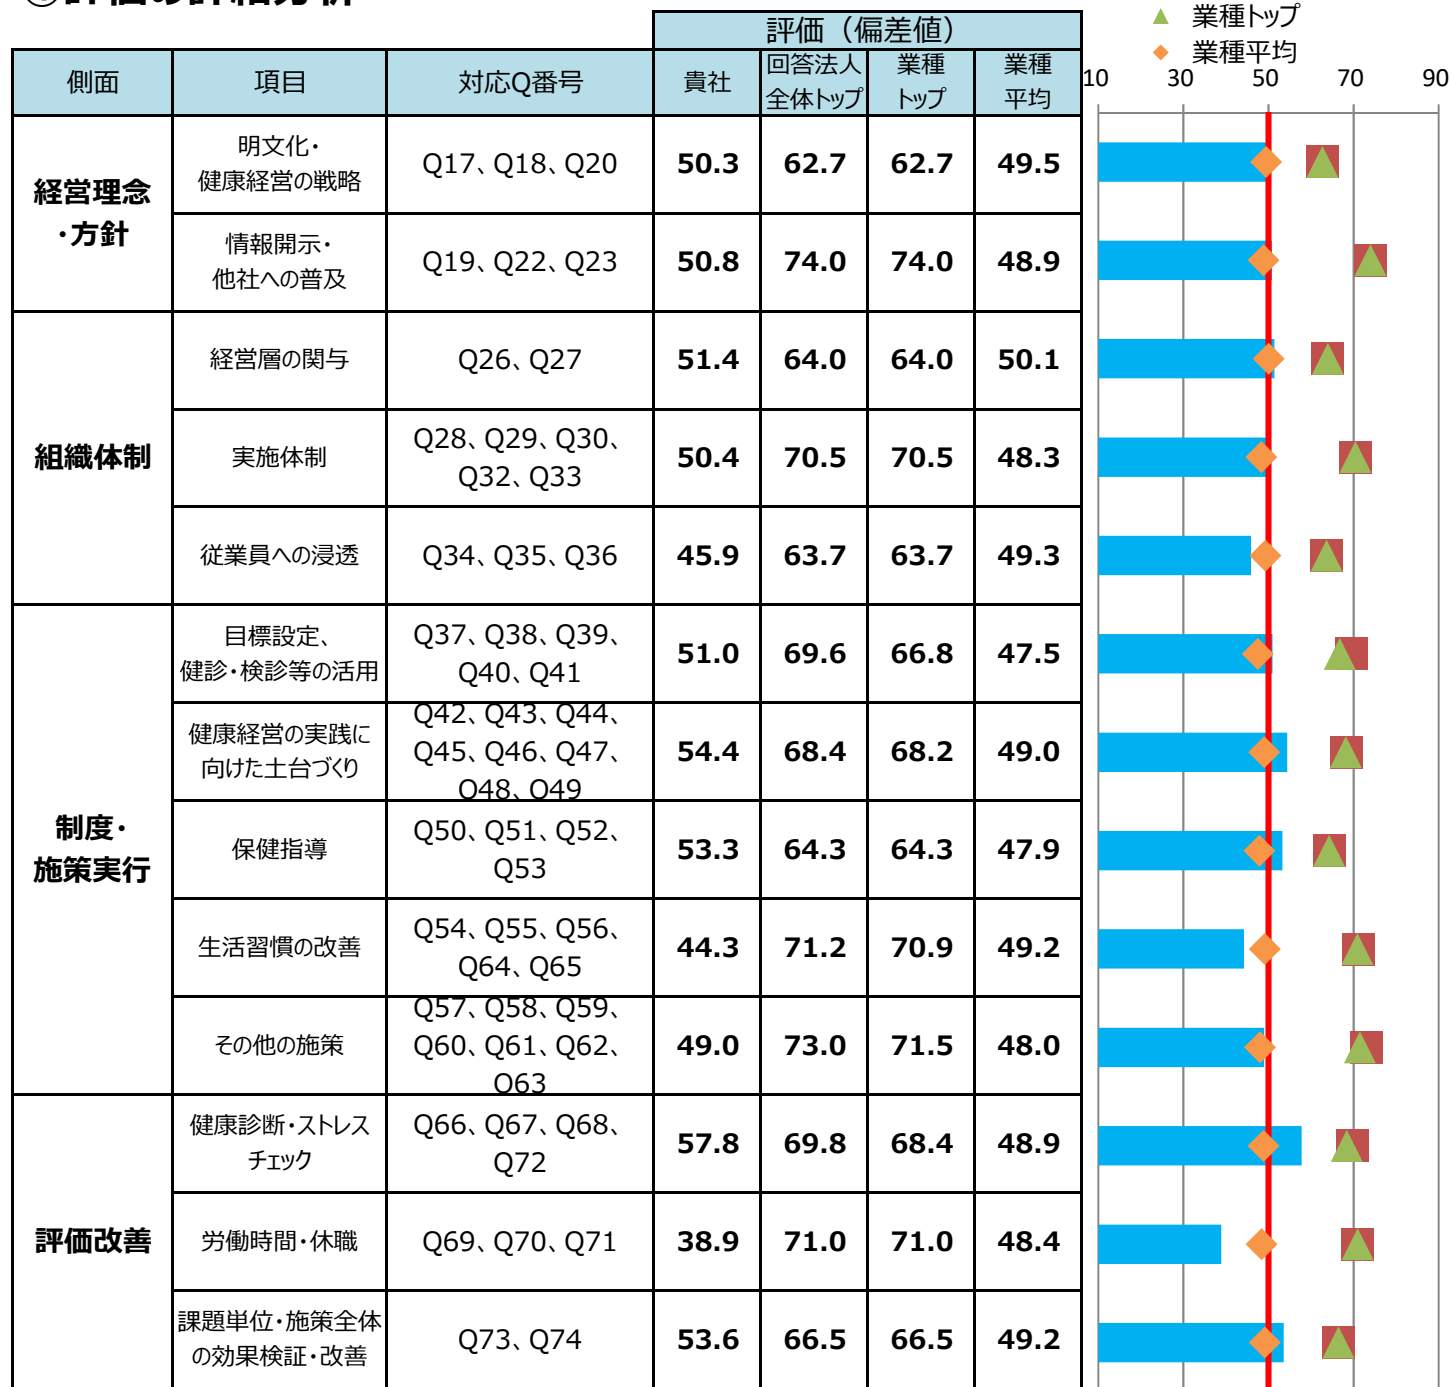 ①評価の詳細分析
▲ 業種トップ
◆ 業種平均
評価（偏差値）
側面 項目 対応Q番号 貴社 回答法人全体トップ 業種トップ 業種平均
10 30 50 70 90
経営理念・方針
明文化・健康経営の戦略 Q17、Q18、Q20 50.3 62.7 62.7 49.5
情報開示・他社への普及 Q19、Q22、Q23 50.8 74.0 74.0 48.9
組織体制
経営層の関与 Q26、Q27 51.4 64.0 64.0 50.1
実施体制 Q28、Q29、Q30、Q32、Q33 50.4 70.5 70.5 48.3
従業員への浸透 Q34、Q35、Q36 45.9 63.7 63.7 49.3
制度・施策実行
目標設定、健診・検診等の活用 Q37、Q38、Q39、Q40、Q41 51.0 69.6 66.8 47.5
健康経営の実践に向けた土台づくり Q42、Q43、Q44、Q45、Q46、Q47、Q48、Q49 54.4 68.4 68.2 49.0
保健指導 Q50、Q51、Q52、Q53 53.3 64.3 64.3 47.9
生活習慣の改善 Q54、Q55、Q56、Q64、Q65 44.3 71.2 70.9 49.2
その他の施策 Q57、Q58、Q59、Q60、Q61、Q62、Q63 49.0 73.0 71.5 48.0
評価改善
健康診断・ストレスチェック Q66、Q67、Q68、Q72 57.8 69.8 68.4 48.9
労働時間・休職 Q69、Q70、Q71 38.9 71.0 71.0 48.4
課題単位・施策全体の効果検証・改善 Q73、Q74 53.6 66.5 66.5 49.2